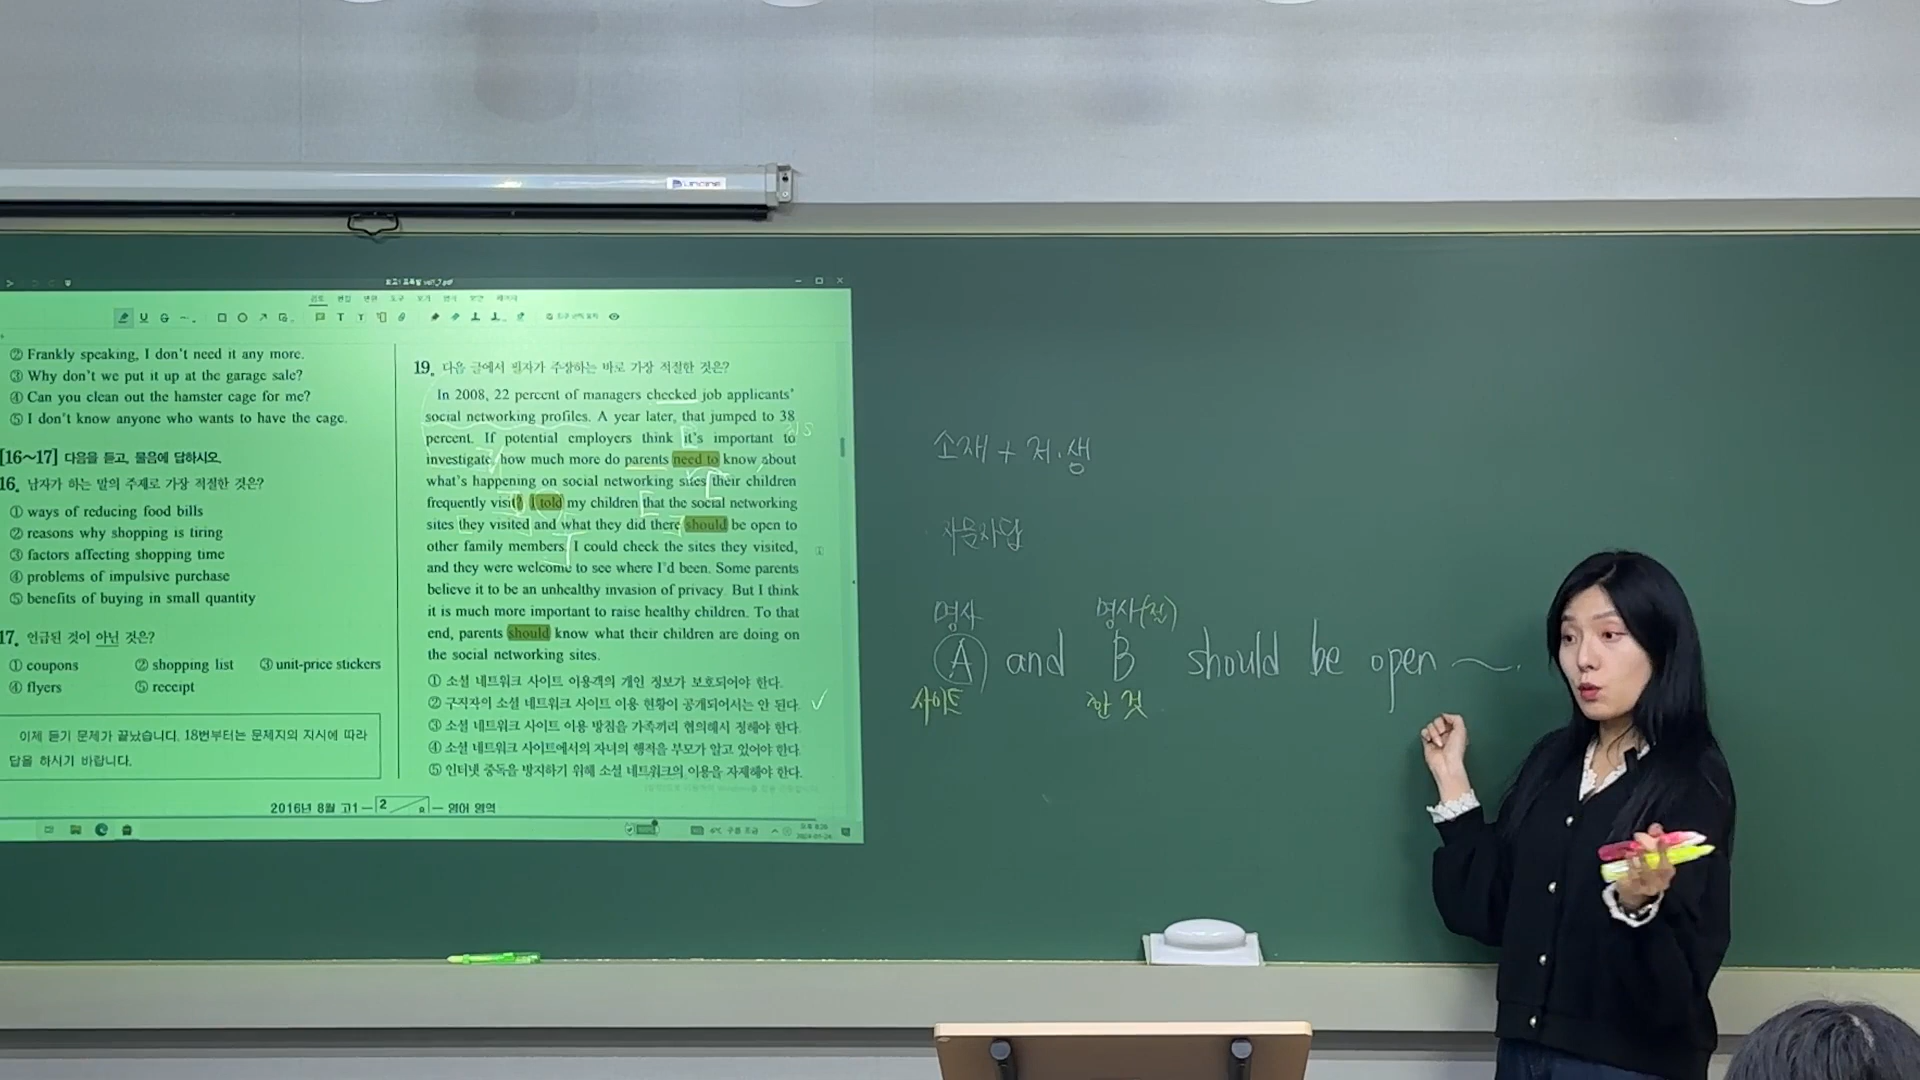 ② Frankly speaking, I don't need it any more.
③ Why don't we put it up at the garage sale?
④ Can you clean out the hamster cage for me?
⑤ I don't know anyone who wants to have the cage.
[16~17] 다음을 듣고, 물음에 답하시오.
16. 남자가 하는 말의 주제로 가장 적절한 것은?
① ways of reducing food bills
② reasons why shopping is tiring
③ factors affecting shopping time
④ problems of impulsive purchase
⑤ benefits of buying in small quantity
17. 언급된 것이 아닌 것은?
① coupons ② shopping list ③ unit-price stickers
④ flyers ⑤ receipt
이제 듣기 문제가 끝났습니다. 18번부터는 문제지의 지시에 따라
답을 하시기 바랍니다.
19. 다음 글에서 필자가 주장하는 바로 가장 적절한 것은?
In 2008, 22 percent of managers checked job applicants'
social networking profiles. A year later, that jumped to 38
percent. If potential employers think it's important to
investigate, how much more do parents need to know about
what's happening on social networking sites their children
frequently visit? I told my children that the social networking
sites they visited and what they did there should be open to
other family members. I could check the sites they visited,
and they were welcome to see where I'd been. Some parents
believe it to be an unhealthy invasion of privacy. But I think
it is much more important to raise healthy children. To that
end, parents should know what their children are doing on
the social networking sites.
① 소셜 네트워크 사이트 이용객의 개인 정보가 보호되어야 한다.
② 구직자의 소셜 네트워크 사이트 이용 현황이 공개되어서는 안 된다.
③ 소셜 네트워크 사이트 이용 방침을 가족끼리 협의해서 정해야 한다.
④ 소셜 네트워크 사이트에서의 자녀의 행적을 부모가 알고 있어야 한다.
⑤ 인터넷 중독을 방지하기 위해 소셜 네트워크의 이용을 자제해야 한다.
2016년 8월 고1 — 2 / 8 — 영어 영역
소재 + 저·생
자문자답
명사 명사(절)
A and B should be open ~.
사이트 한 것